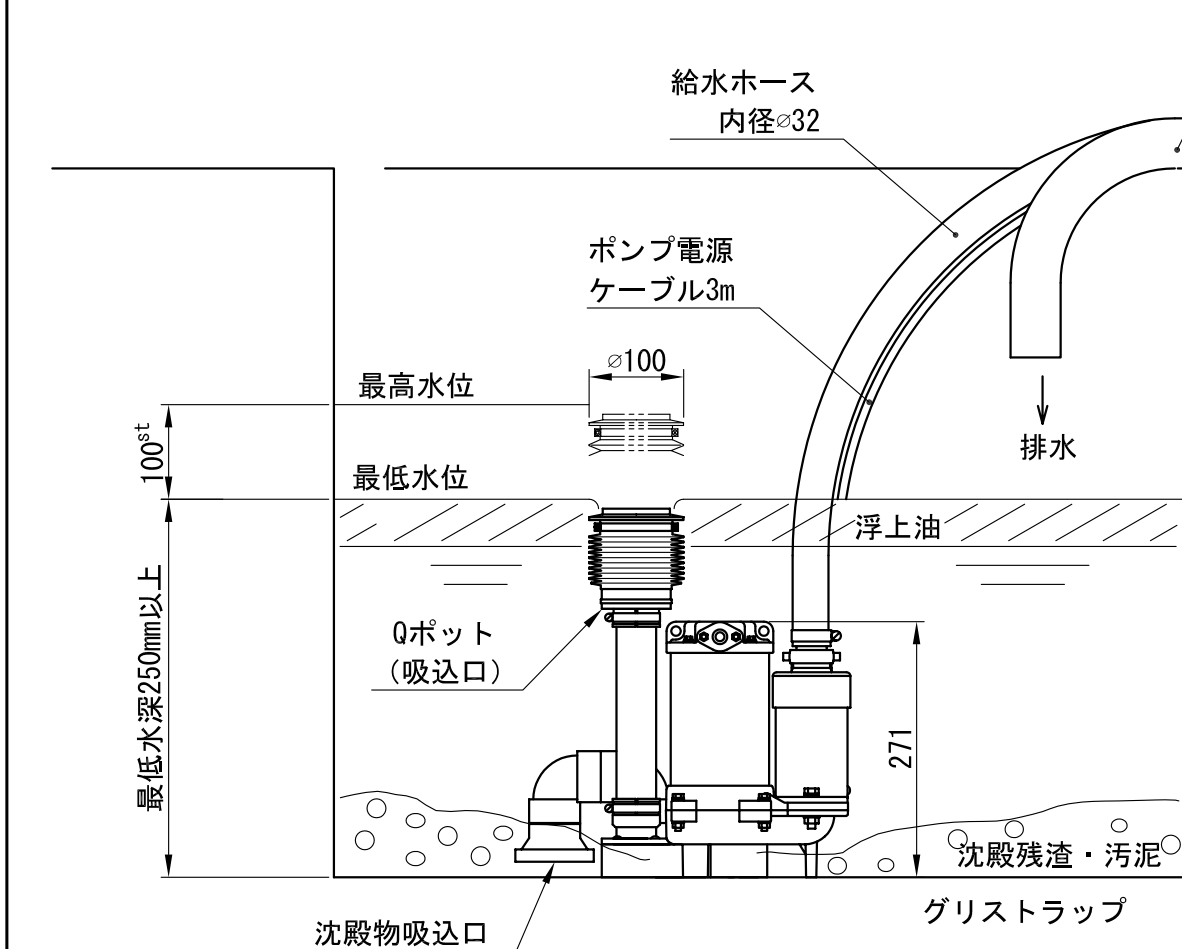 給水ホース
内径⌀32
ポンプ電源
ケーブル3m
⌀100
最高水位
100st
排水
最低水位
浮上油
最低水深250mm以上
Qポット
(吸込口)
271
沈殿残渣・汚泥
グリストラップ
沈殿物吸込口